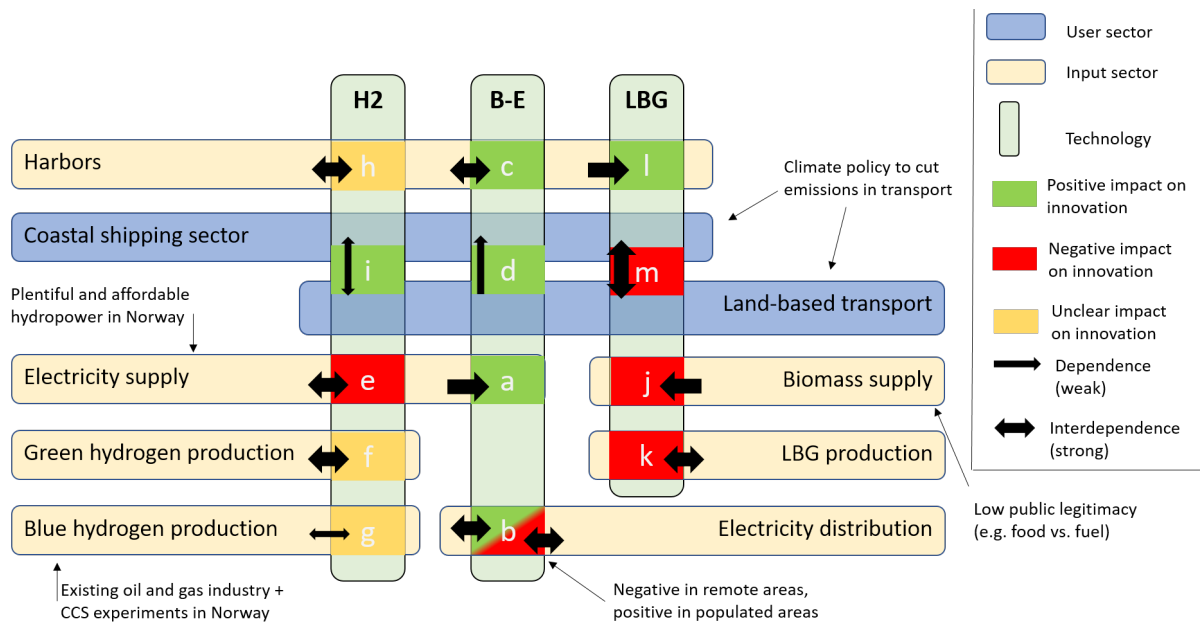 H2
B-E
LBG
Harbors
h
c
l
Climate policy to cut
emissions in transport
Coastal shipping sector
i
d
m
Plentiful and affordable
hydropower in Norway
Land-based transport
Electricity supply
e
a
j
Biomass supply
Green hydrogen production
f
k
LBG production
Blue hydrogen production
g
b
Electricity distribution
Low public legitimacy
(e.g. food vs. fuel)
Existing oil and gas industry +
CCS experiments in Norway
Negative in remote areas,
positive in populated areas
User sector
Input sector
Technology
Positive impact on
innovation
Negative impact
on innovation
Unclear impact
on innovation
Dependence
(weak)
Interdependence
(strong)